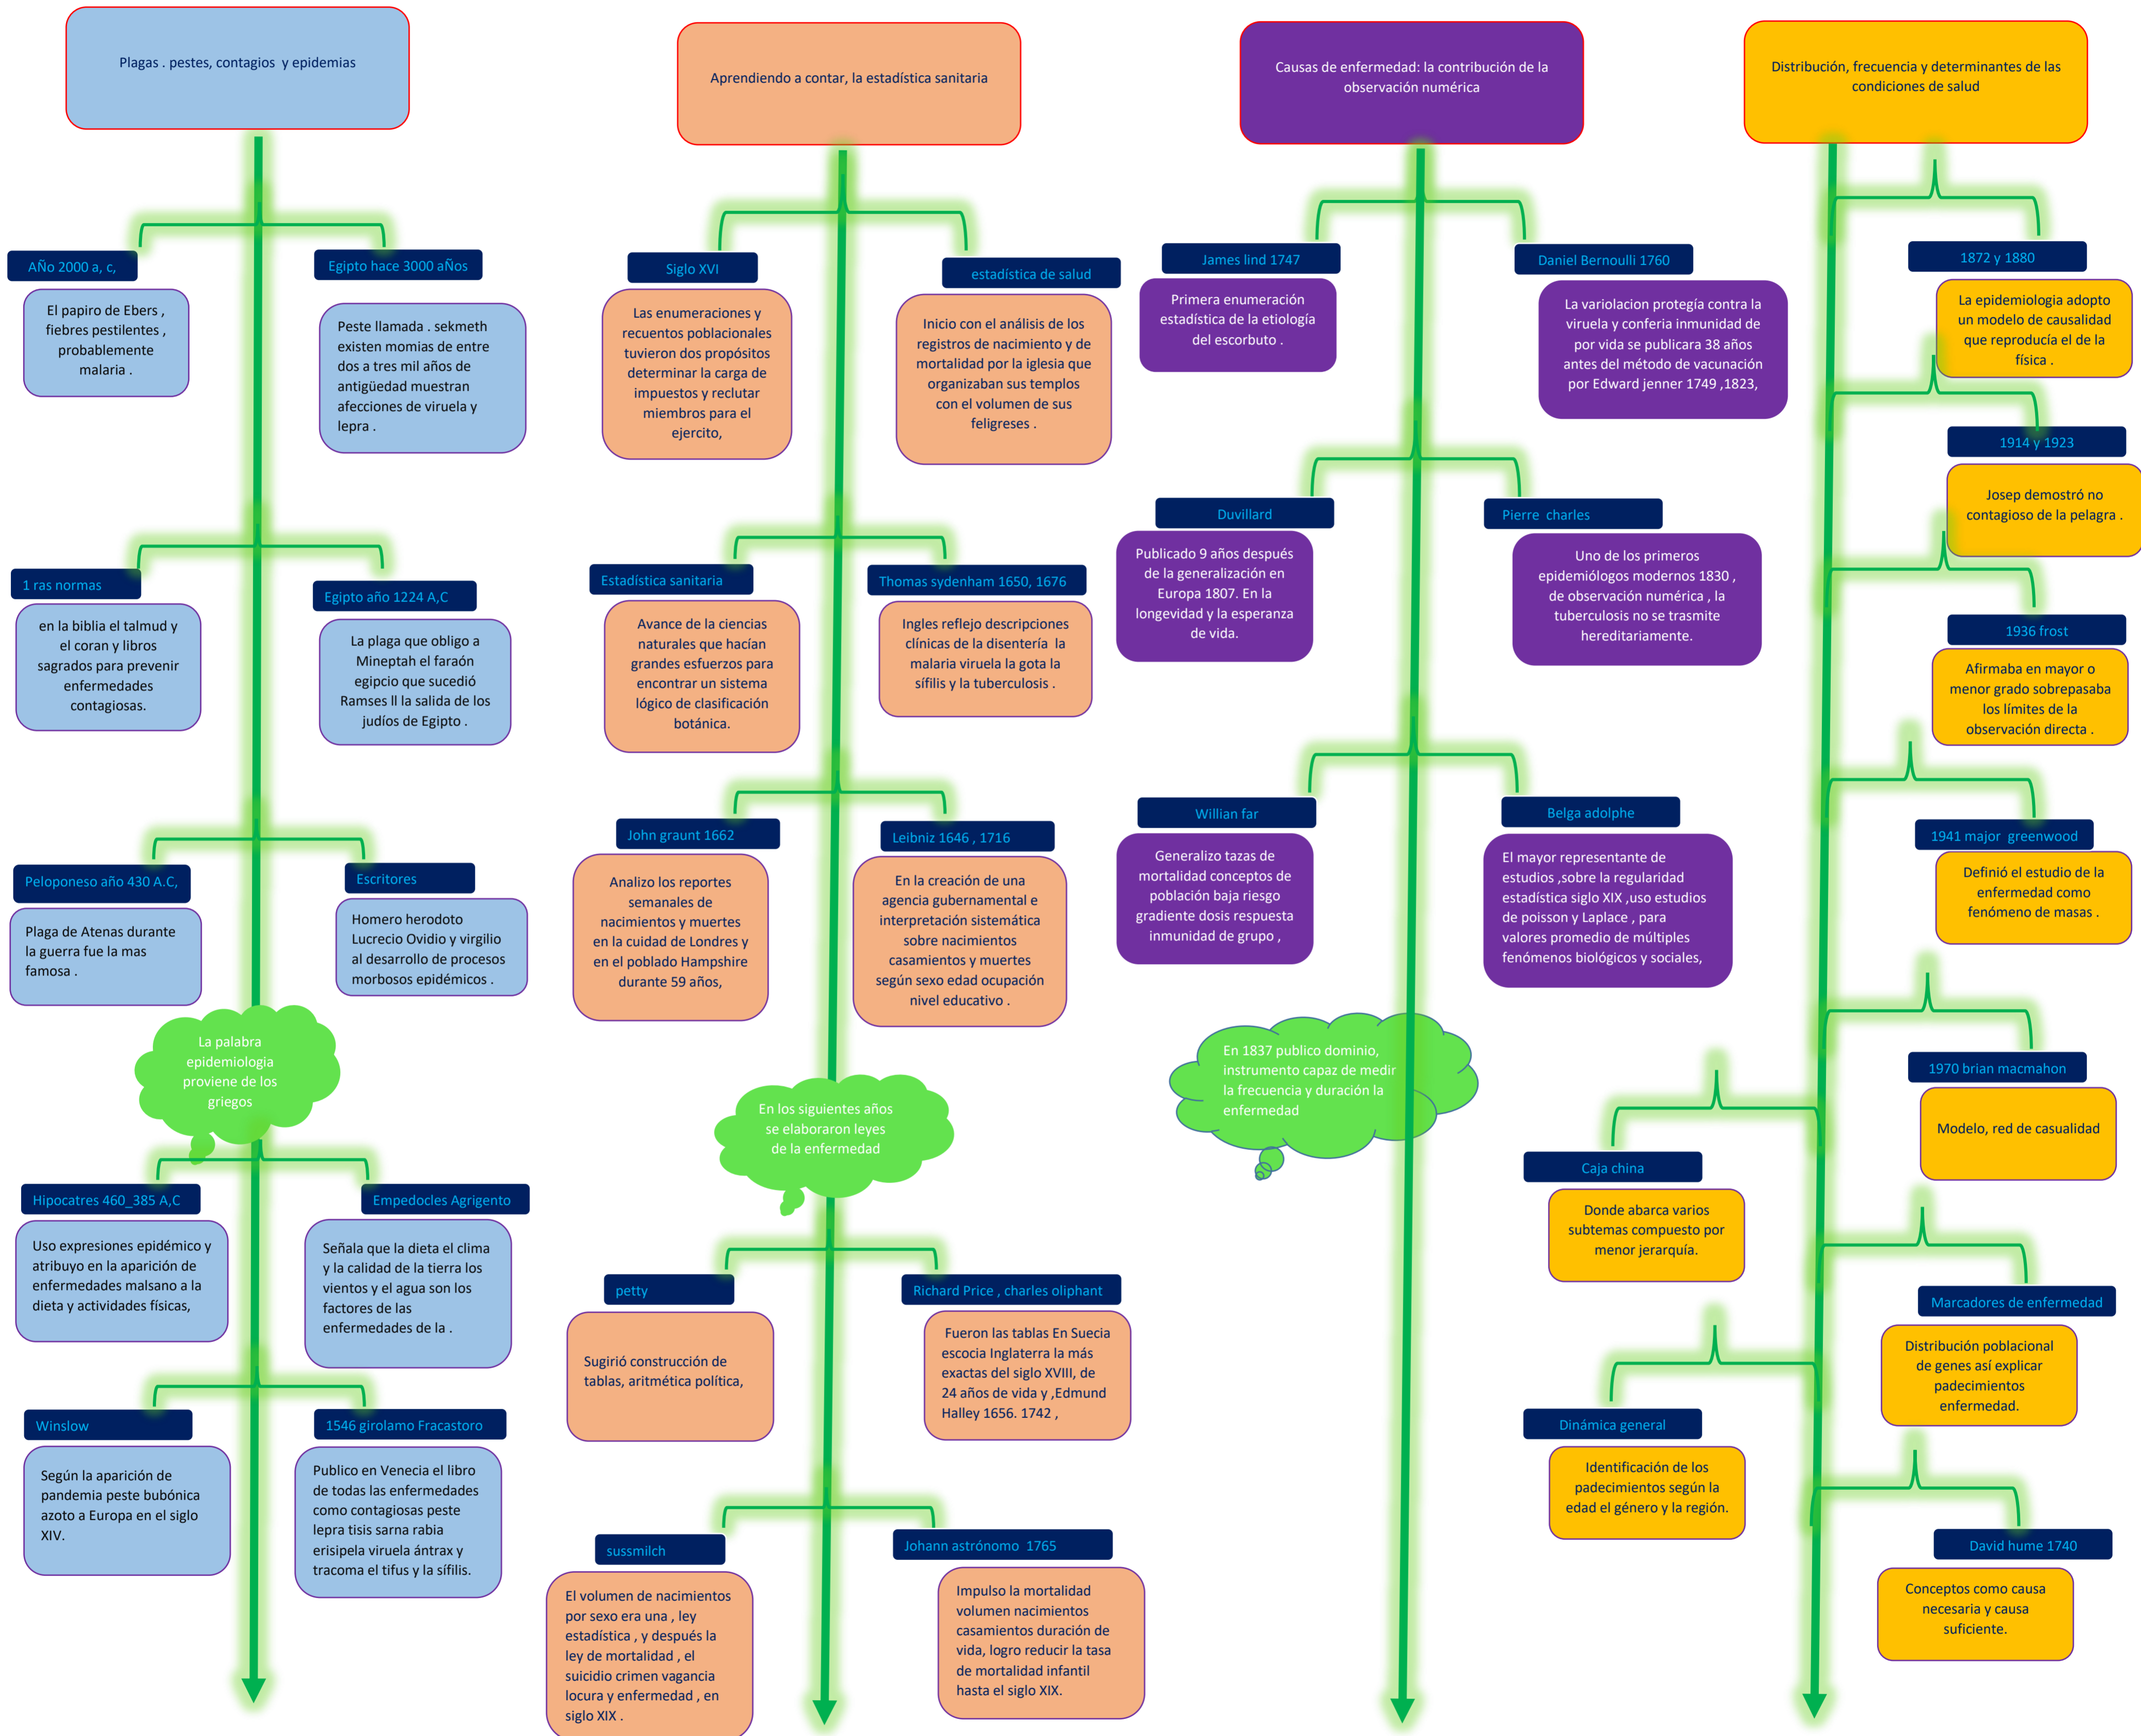 Plagas . pestes, contagios y epidemias
AÑo 2000 a, c,
El papiro de Ebers ,
fiebres pestilentes ,
probablemente
malaria .
Egipto hace 3000 aÑos
Peste llamada . sekmeth
existen momias de entre
dos a tres mil años de
antigüedad muestran
afecciones de viruela y
lepra .
1 ras normas
en la biblia el talmud y
el coran y libros
sagrados para prevenir
enfermedades
contagiosas.
Egipto año 1224 A,C
La plaga que obligo a
Mineptah el faraón
egipcio que sucedió
Ramses ll la salida de los
judíos de Egipto .
Peloponeso año 430 A.C,
Plaga de Atenas durante
la guerra fue la mas
famosa .
Escritores
Homero herodoto
Lucrecio Ovidio y virgilio
al desarrollo de procesos
morbosos epidémicos .
La palabra
epidemiologia
proviene de los
griegos
Hipocatres 460_385 A,C
Uso expresiones epidémico y
atribuyo en la aparición de
enfermedades malsano a la
dieta y actividades físicas,
Empedocles Agrigento
Señala que la dieta el clima
y la calidad de la tierra los
vientos y el agua son los
factores de las
enfermedades de la .
Winslow
Según la aparición de
pandemia peste bubónica
azoto a Europa en el siglo
XIV.
1546 girolamo Fracastoro
Publico en Venecia el libro
de todas las enfermedades
como contagiosas peste
lepra tisis sarna rabia
erisipela viruela ántrax y
tracoma el tifus y la sífilis.
Aprendiendo a contar, la estadística sanitaria
Siglo XVI
Las enumeraciones y
recuentos poblacionales
tuvieron dos propósitos
determinar la carga de
impuestos y reclutar
miembros para el
ejercito,
estadística de salud
Inicio con el análisis de los
registros de nacimiento y de
mortalidad por la iglesia que
organizaban sus templos
con el volumen de sus
feligreses .
Estadística sanitaria
Avance de la ciencias
naturales que hacían
grandes esfuerzos para
encontrar un sistema
lógico de clasificación
botánica.
Thomas sydenham 1650, 1676
Ingles reflejo descripciones
clínicas de la disentería la
malaria viruela la gota la
sífilis y la tuberculosis .
John graunt 1662
Analizo los reportes
semanales de
nacimientos y muertes
en la cuidad de Londres y
en el poblado Hampshire
durante 59 años,
Leibniz 1646 , 1716
En la creación de una
agencia gubernamental e
interpretación sistemática
sobre nacimientos
casamientos y muertes
según sexo edad ocupación
nivel educativo .
En los siguientes años
se elaboraron leyes
de la enfermedad
petty
Sugirió construcción de
tablas, aritmética política,
Richard Price , charles oliphant
Fueron las tablas En Suecia
escocia Inglaterra la más
exactas del siglo XVIII, de
24 años de vida y ,Edmund
Halley 1656. 1742 ,
sussmilch
El volumen de nacimientos
por sexo era una , ley
estadística , y después la
ley de mortalidad , el
suicidio crimen vagancia
locura y enfermedad , en
siglo XIX .
Johann astrónomo 1765
Impulso la mortalidad
volumen nacimientos
casamientos duración de
vida, logro reducir la tasa
de mortalidad infantil
hasta el siglo XIX.
Causas de enfermedad: la contribución de la
observación numérica
James lind 1747
Primera enumeración
estadística de la etiología
del escorbuto .
Daniel Bernoulli 1760
La variolacion protegía contra la
viruela y conferia inmunidad de
por vida se publicara 38 años
antes del método de vacunación
por Edward jenner 1749 ,1823,
Duvillard
Publicado 9 años después
de la generalización en
Europa 1807. En la
longevidad y la esperanza
de vida.
Pierre charles
Uno de los primeros
epidemiólogos modernos 1830 ,
de observación numérica , la
tuberculosis no se trasmite
hereditariamente.
Willian far
Generalizo tazas de
mortalidad conceptos de
población baja riesgo
gradiente dosis respuesta
inmunidad de grupo ,
Belga adolphe
El mayor representante de
estudios ,sobre la regularidad
estadística siglo XIX ,uso estudios
de poisson y Laplace , para
valores promedio de múltiples
fenómenos biológicos y sociales,
En 1837 publico dominio,
instrumento capaz de medir
la frecuencia y duración la
enfermedad
Distribución, frecuencia y determinantes de las
condiciones de salud
1872 y 1880
La epidemiologia adopto
un modelo de causalidad
que reproducía el de la
física .
1914 y 1923
Josep demostró no
contagioso de la pelagra .
1936 frost
Afirmaba en mayor o
menor grado sobrepasaba
los límites de la
observación directa .
1941 major greenwood
Definió el estudio de la
enfermedad como
fenómeno de masas .
1970 brian macmahon
Modelo, red de casualidad
Caja china
Donde abarca varios
subtemas compuesto por
menor jerarquía.
Marcadores de enfermedad
Distribución poblacional
de genes así explicar
padecimientos
enfermedad.
Dinámica general
Identificación de los
padecimientos según la
edad el género y la región.
David hume 1740
Conceptos como causa
necesaria y causa
suficiente.